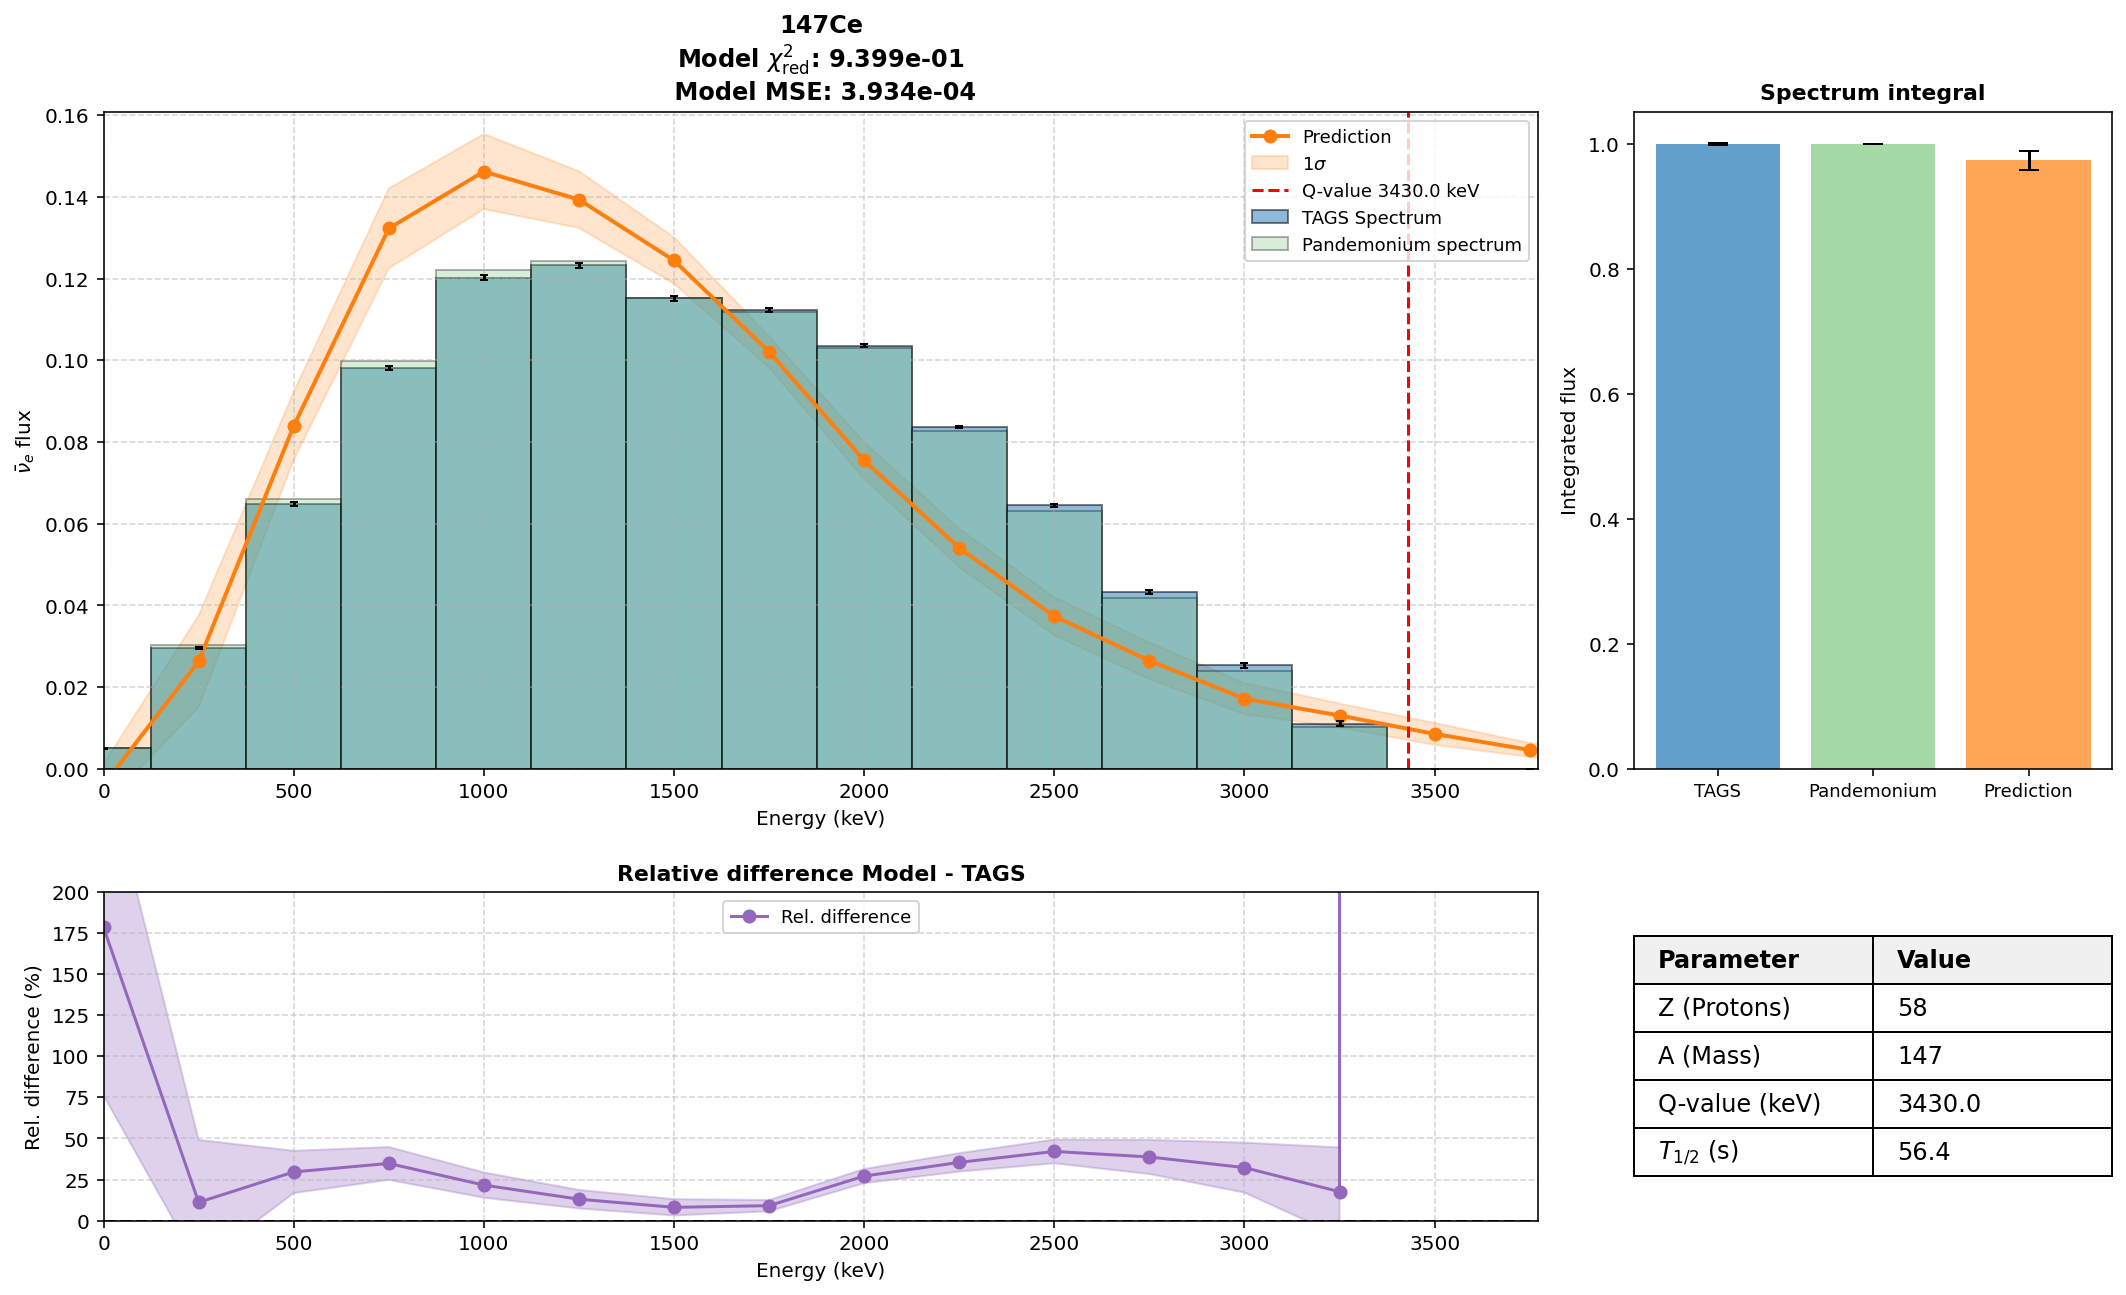 147Ce
Model χ²red: 9.399e-01
Model MSE: 3.934e-04
0.16
0.14
0.12
0.10
0.08
0.06
0.04
0.02
0.00
ν̄e flux
0 500 1000 1500 2000 2500 3000 3500
Energy (keV)
Prediction
1σ
Q-value 3430.0 keV
TAGS Spectrum
Pandemonium spectrum
Spectrum integral
1.0
0.8
0.6
0.4
0.2
0.0
Integrated flux
TAGS Pandemonium Prediction
Relative difference Model - TAGS
200
175
150
125
100
75
50
25
0
Rel. difference (%)
Rel. difference
0 500 1000 1500 2000 2500 3000 3500
Energy (keV)
Parameter Value
Z (Protons) 58
A (Mass) 147
Q-value (keV) 3430.0
T1/2 (s) 56.4